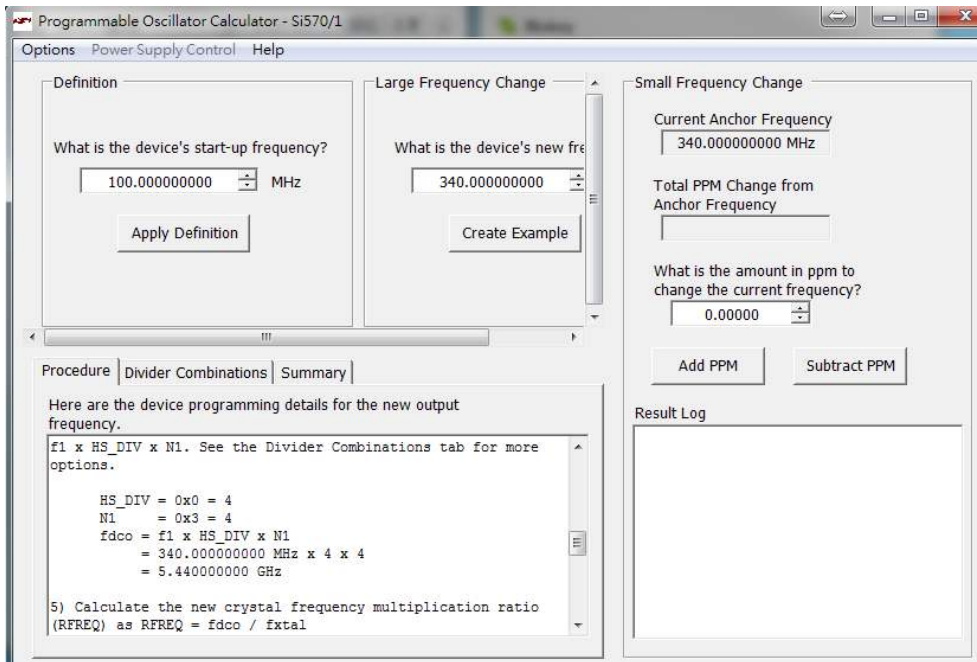 Programmable Oscillator Calculator - Si570/1
Options Power Supply Control Help
Definition
What is the device's start-up frequency?
100.000000000 MHz
Apply Definition
Large Frequency Change
What is the device's new fre
340.000000000
Create Example
Small Frequency Change
Current Anchor Frequency
340.000000000 MHz
Total PPM Change from
Anchor Frequency
What is the amount in ppm to
change the current frequency?
0.00000
Add PPM Subtract PPM
Result Log
Procedure Divider Combinations Summary
Here are the device programming details for the new output
frequency.
f1 x HS_DIV x N1. See the Divider Combinations tab for more
options.
HS_DIV = 0x0 = 4
N1 = 0x3 = 4
fdco = f1 x HS_DIV x N1
= 340.000000000 MHz x 4 x 4
= 5.440000000 GHz
5) Calculate the new crystal frequency multiplication ratio
(RFREQ) as RFREQ = fdco / fxtal